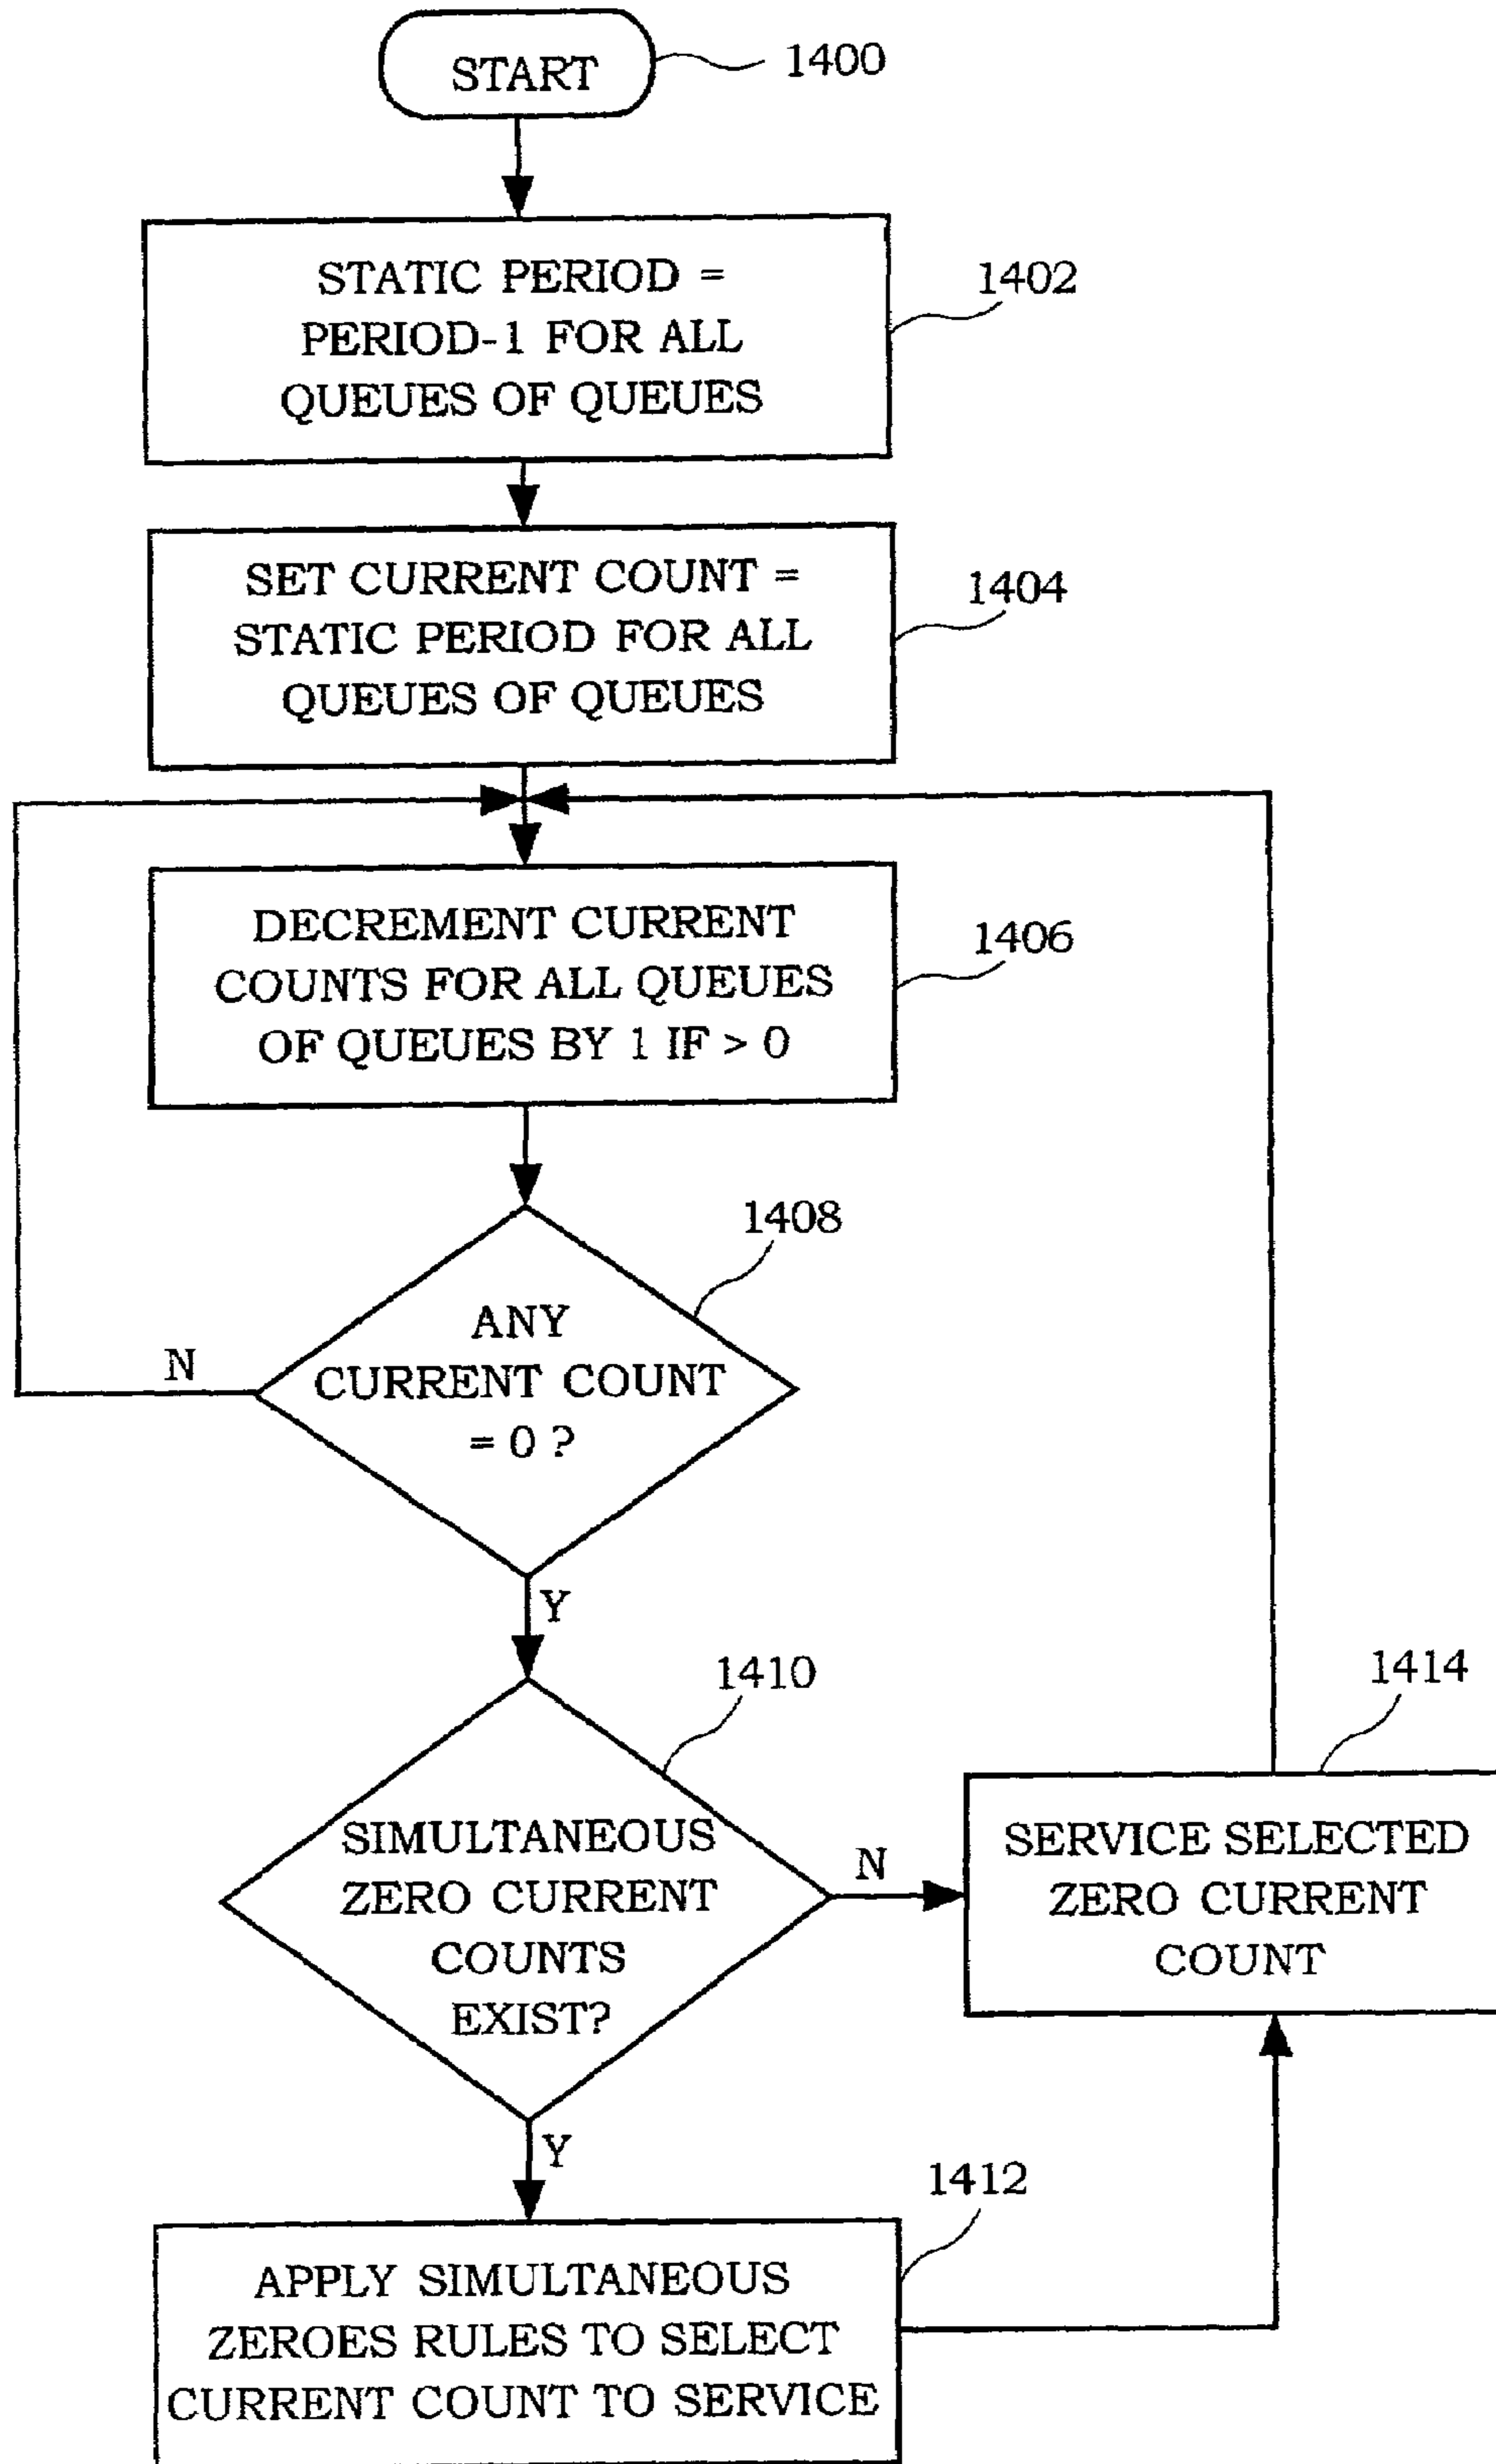 START
1400
STATIC PERIOD =
PERIOD-1 FOR ALL
QUEUES OF QUEUES
1402
SET CURRENT COUNT =
STATIC PERIOD FOR ALL
QUEUES OF QUEUES
1404
DECREMENT CURRENT
COUNTS FOR ALL QUEUES
OF QUEUES BY 1 IF > 0
1406
1408
ANY
CURRENT COUNT
= 0 ?
N
Y
1410
SIMULTANEOUS
ZERO CURRENT
COUNTS
EXIST?
N
1414
SERVICE SELECTED
ZERO CURRENT
COUNT
Y
1412
APPLY SIMULTANEOUS
ZEROES RULES TO SELECT
CURRENT COUNT TO SERVICE